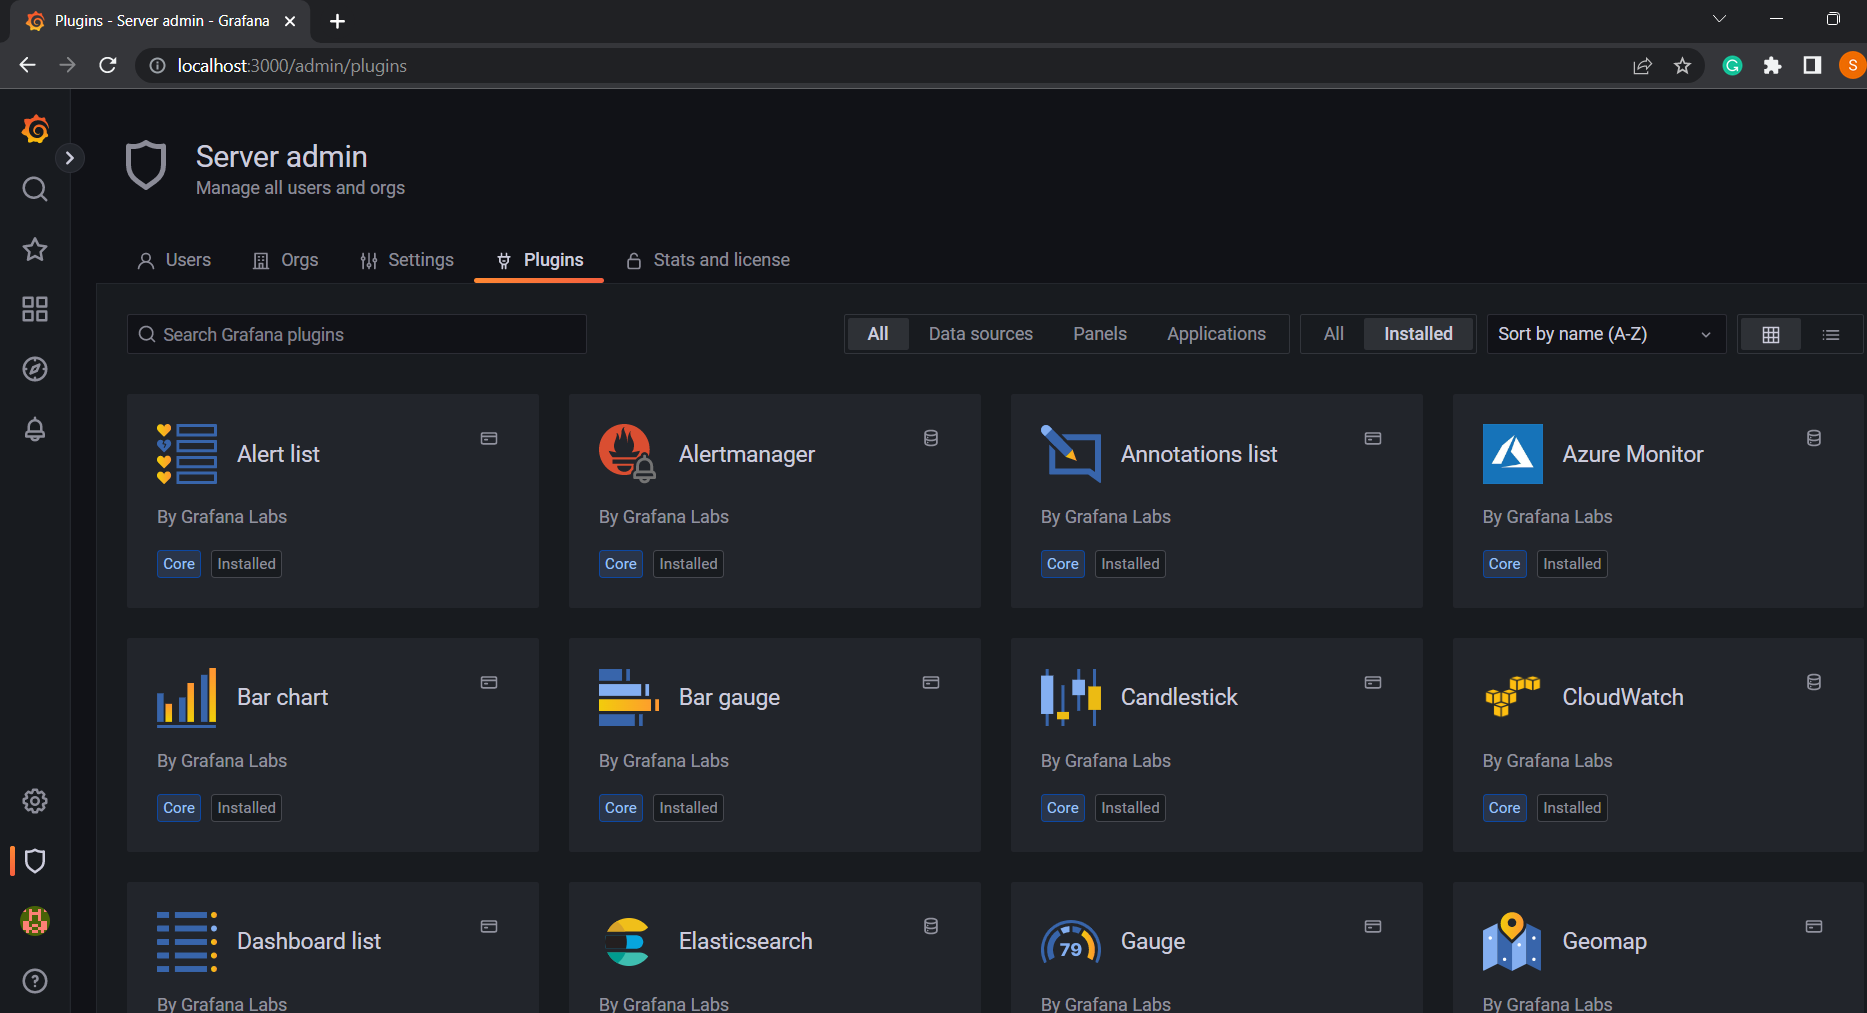 Plugins - Server admin - Grafana
localhost:3000/admin/plugins
S
Server admin
Manage all users and orgs
Users Orgs Settings Plugins Stats and license
Search Grafana plugins All Data sources Panels Applications All Installed Sort by name (A-Z)
Alert list Alertmanager Annotations list Azure Monitor
By Grafana Labs By Grafana Labs By Grafana Labs By Grafana Labs
Core Installed Core Installed Core Installed Core Installed
Bar chart Bar gauge Candlestick CloudWatch
By Grafana Labs By Grafana Labs By Grafana Labs By Grafana Labs
Core Installed Core Installed Core Installed Core Installed
Dashboard list Elasticsearch 79 Gauge Geomap
By Grafana Labs By Grafana Labs By Grafana Labs By Grafana Labs